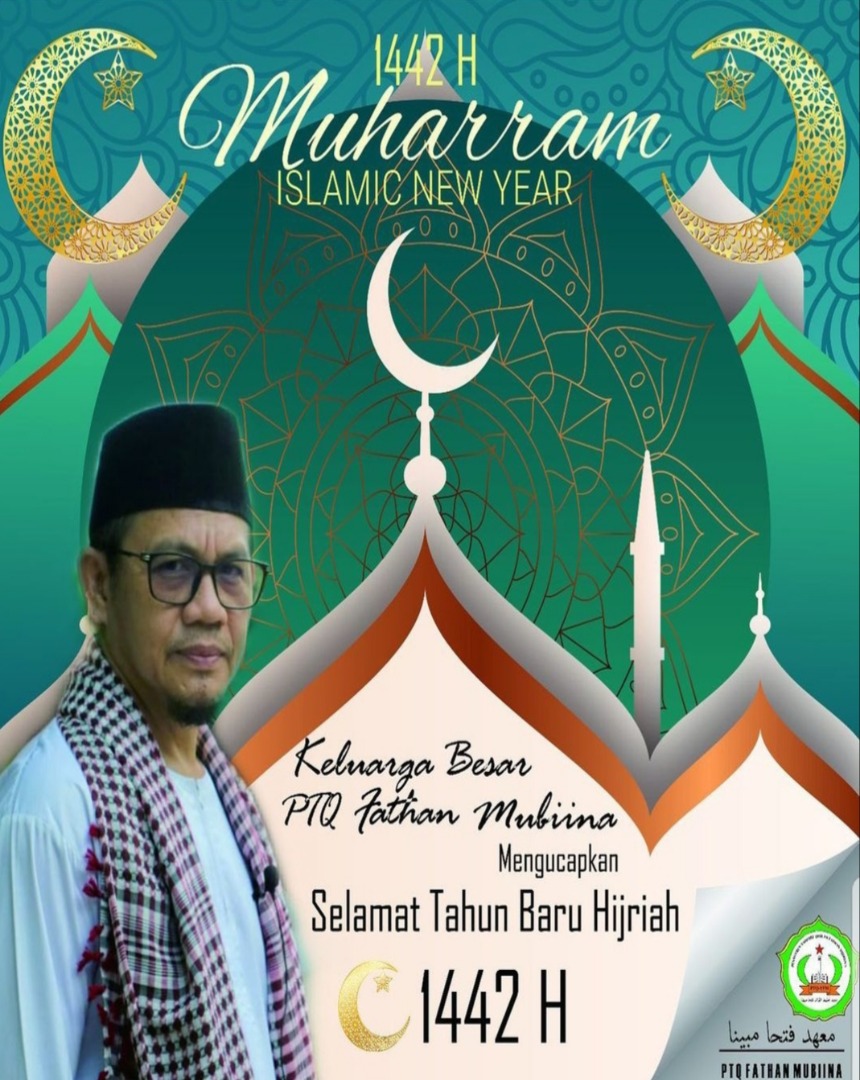 1442 H
Muharram
ISLAMIC NEW YEAR
Keluarga Besar
PTQ Fathan Mubiina
Mengucapkan
Selamat Tahun Baru Hijriah
1442 H
معهد فتحا مبينا
PTQ FATHAN MUBIINA